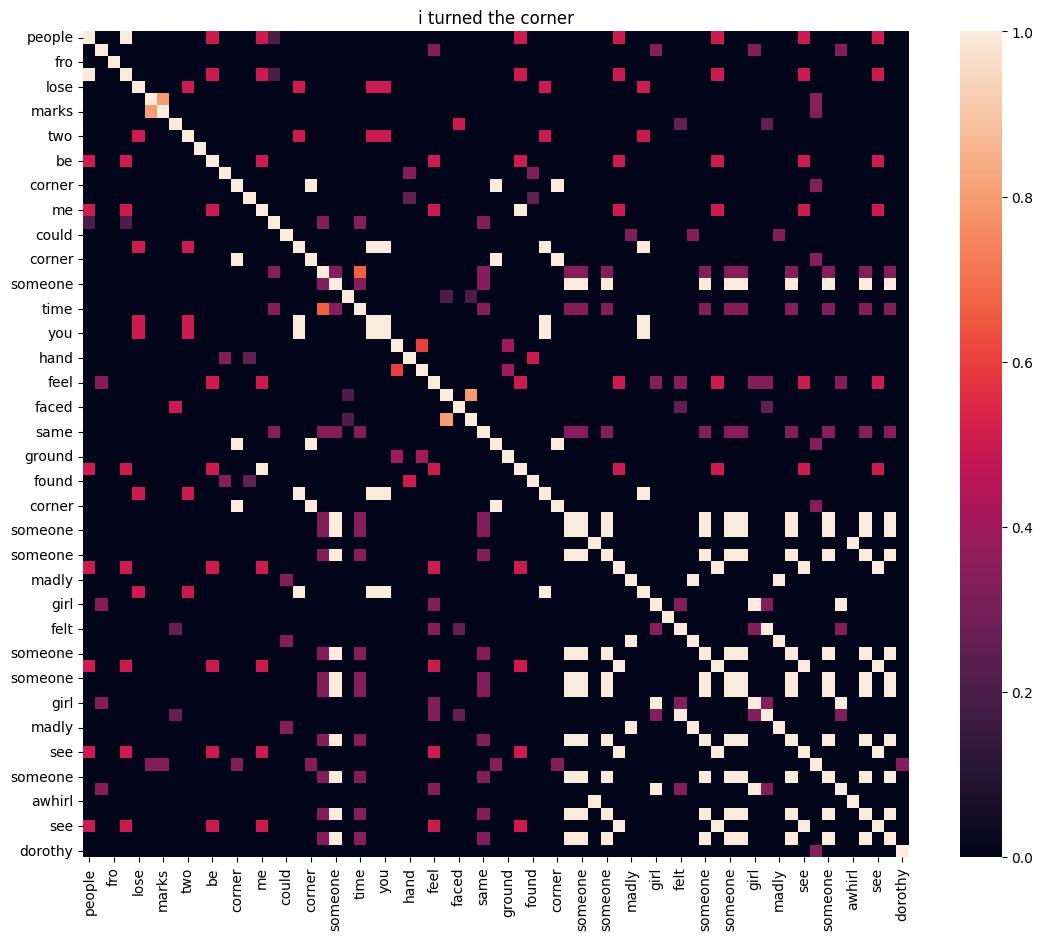 i turned the corner
people
fro
lose
marks
two
be
corner
me
could
corner
someone
time
you
hand
feel
faced
same
ground
found
corner
someone
someone
madly
girl
felt
someone
someone
girl
madly
see
someone
awhirl
see
dorothy
1.0
0.8
0.6
0.4
0.2
0.0
people
fro
lose
marks
two
be
corner
me
could
corner
someone
time
you
hand
feel
faced
same
ground
found
corner
someone
someone
madly
girl
felt
someone
someone
girl
madly
see
someone
awhirl
see
dorothy